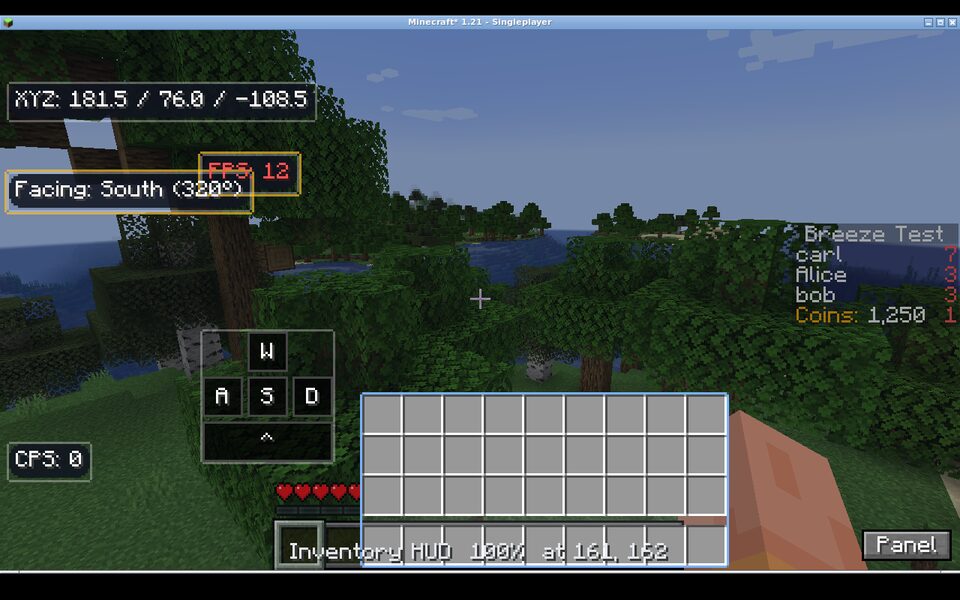 Minecraft* 1.21 - Singleplayer
XYZ: 181.5 / 76.0 / -108.5
FPS: 12
Facing: South (320°)
Breeze Test
carl 7
Alice 3
bob 3
Coins: 1,250 1
W
A S D
^
CPS: 0
Inventory HUD 100% at 161, 162
Panel